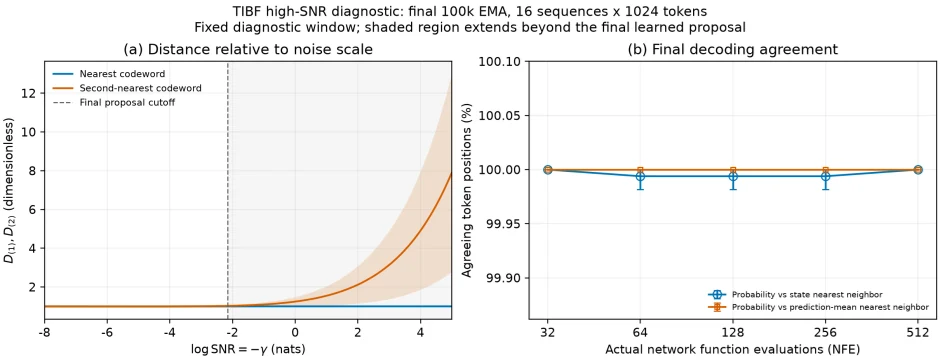 TIBF high-SNR diagnostic: final 100k EMA, 16 sequences x 1024 tokens
Fixed diagnostic window; shaded region extends beyond the final learned proposal
(a) Distance relative to noise scale
D(1), D(2) (dimensionless)
12
10
8
6
4
2
Nearest codeword
Second-nearest codeword
Final proposal cutoff
-8 -6 -4 -2 0 2 4
log SNR = −γ (nats)
(b) Final decoding agreement
Agreeing token positions (%)
100.10
100.05
100.00
99.95
99.90
Probability vs state nearest neighbor
Probability vs prediction-mean nearest neighbor
32 64 128 256 512
Actual network function evaluations (NFE)